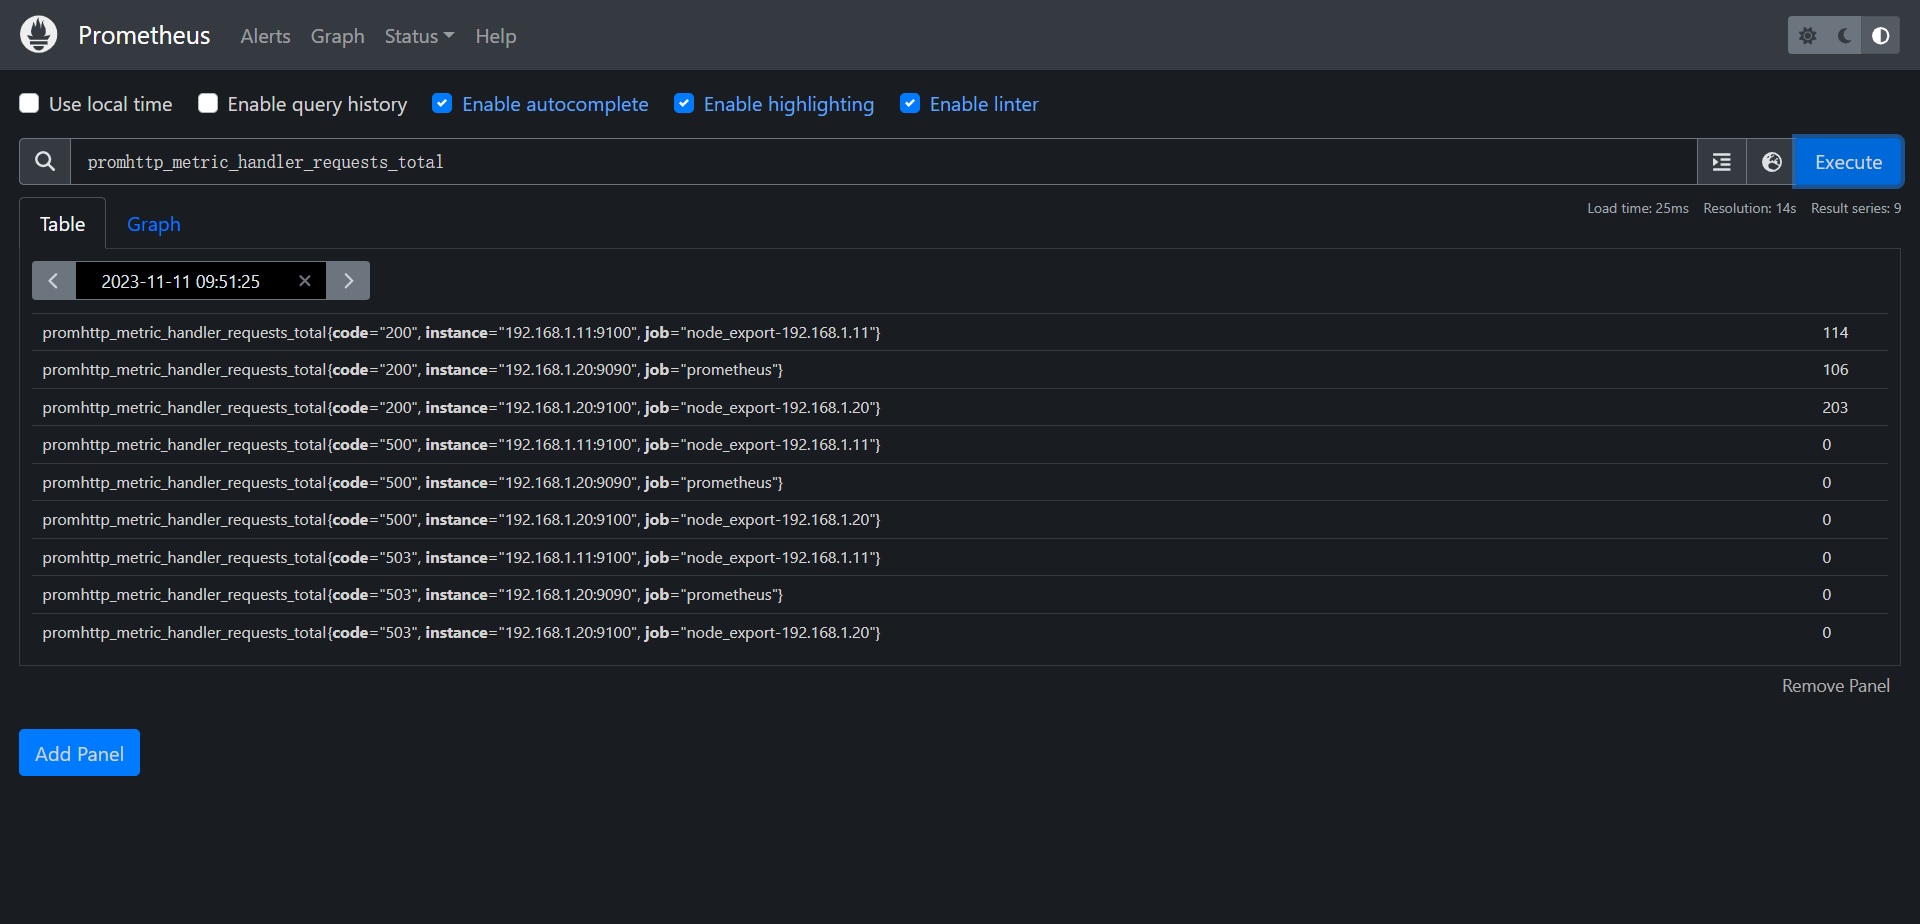 Prometheus Alerts Graph Status Help
Use local time Enable query history Enable autocomplete Enable highlighting Enable linter
promhttp_metric_handler_requests_total Execute
Table Graph Load time: 25ms Resolution: 14s Result series: 9
2023-11-11 09:51:25
promhttp_metric_handler_requests_total{code="200", instance="192.168.1.11:9100", job="node_export-192.168.1.11"} 114
promhttp_metric_handler_requests_total{code="200", instance="192.168.1.20:9090", job="prometheus"} 106
promhttp_metric_handler_requests_total{code="200", instance="192.168.1.20:9100", job="node_export-192.168.1.20"} 203
promhttp_metric_handler_requests_total{code="500", instance="192.168.1.11:9100", job="node_export-192.168.1.11"} 0
promhttp_metric_handler_requests_total{code="500", instance="192.168.1.20:9090", job="prometheus"} 0
promhttp_metric_handler_requests_total{code="500", instance="192.168.1.20:9100", job="node_export-192.168.1.20"} 0
promhttp_metric_handler_requests_total{code="503", instance="192.168.1.11:9100", job="node_export-192.168.1.11"} 0
promhttp_metric_handler_requests_total{code="503", instance="192.168.1.20:9090", job="prometheus"} 0
promhttp_metric_handler_requests_total{code="503", instance="192.168.1.20:9100", job="node_export-192.168.1.20"} 0
Remove Panel
Add Panel